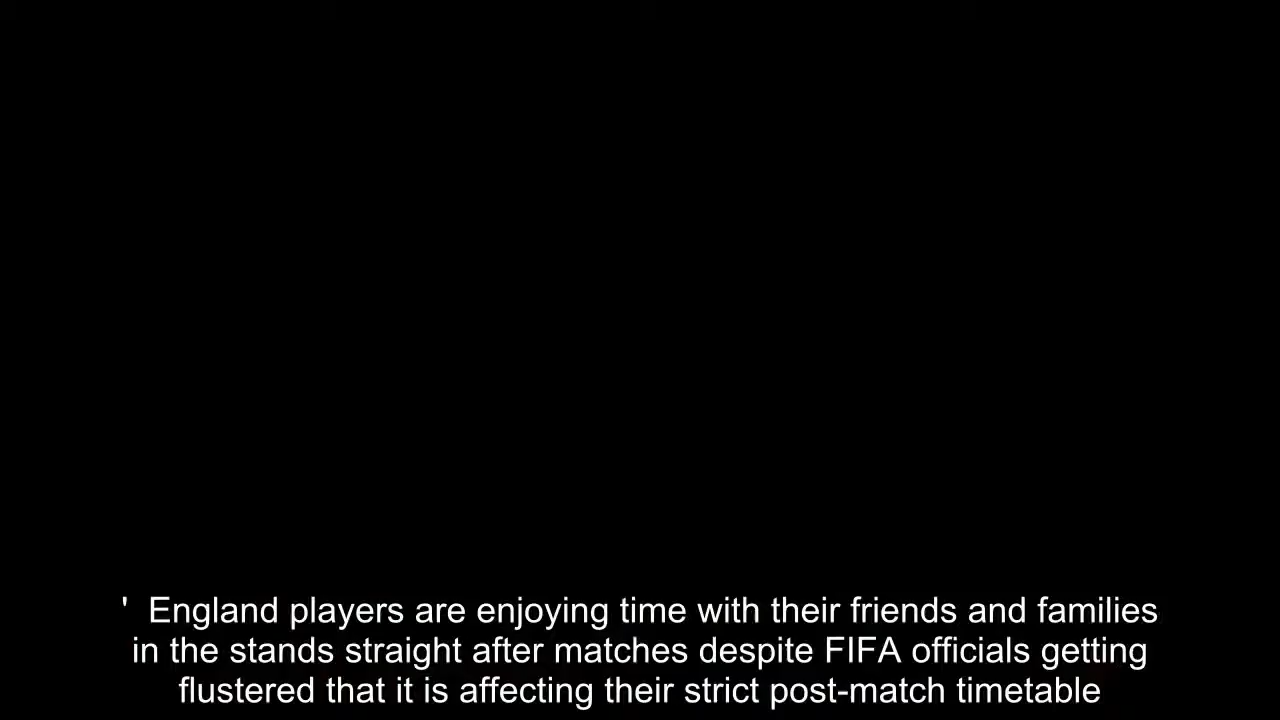 '  England players are enjoying time with their friends and families
in the stands straight after matches despite FIFA officials getting
flustered that it is affecting their strict post-match timetable